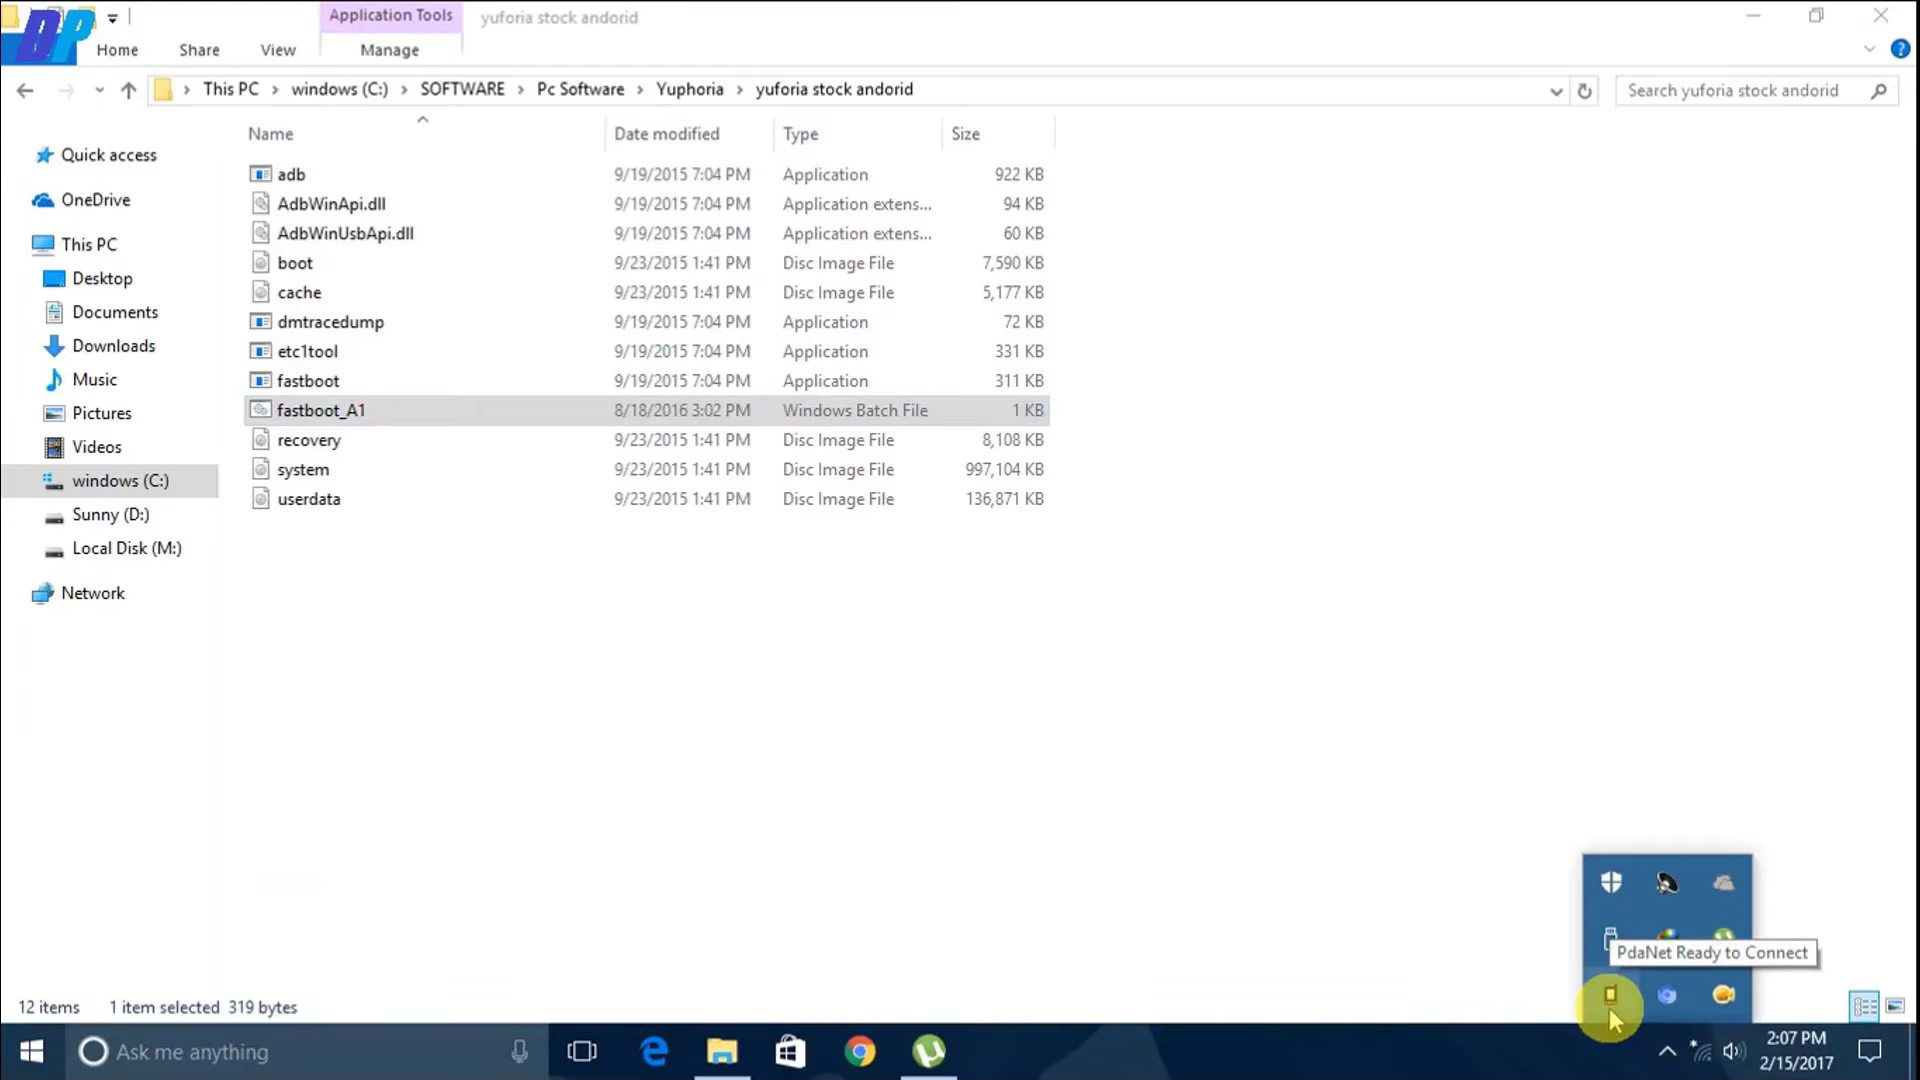 DP
Application Tools
yuforia stock andorid
Home
Share
View
Manage
This PC
windows (C:)
SOFTWARE
Pc Software
Yuphoria
yuforia stock andorid
Search yuforia stock andorid
Name
Date modified
Type
Size
Quick access
OneDrive
This PC
Desktop
Documents
Downloads
Music
Pictures
Videos
windows (C:)
Sunny (D:)
Local Disk (M:)
Network
adb 9/19/2015 7:04 PM Application 922 KB
AdbWinApi.dll 9/19/2015 7:04 PM Application extens... 94 KB
AdbWinUsbApi.dll 9/19/2015 7:04 PM Application extens... 60 KB
boot 9/23/2015 1:41 PM Disc Image File 7,590 KB
cache 9/23/2015 1:41 PM Disc Image File 5,177 KB
dmtracedump 9/19/2015 7:04 PM Application 72 KB
etc1tool 9/19/2015 7:04 PM Application 331 KB
fastboot 9/19/2015 7:04 PM Application 311 KB
fastboot_A1 8/18/2016 3:02 PM Windows Batch File 1 KB
recovery 9/23/2015 1:41 PM Disc Image File 8,108 KB
system 9/23/2015 1:41 PM Disc Image File 997,104 KB
userdata 9/23/2015 1:41 PM Disc Image File 136,871 KB
PdaNet Ready to Connect
12 items 1 item selected 319 bytes
Ask me anything
2:07 PM
2/15/2017